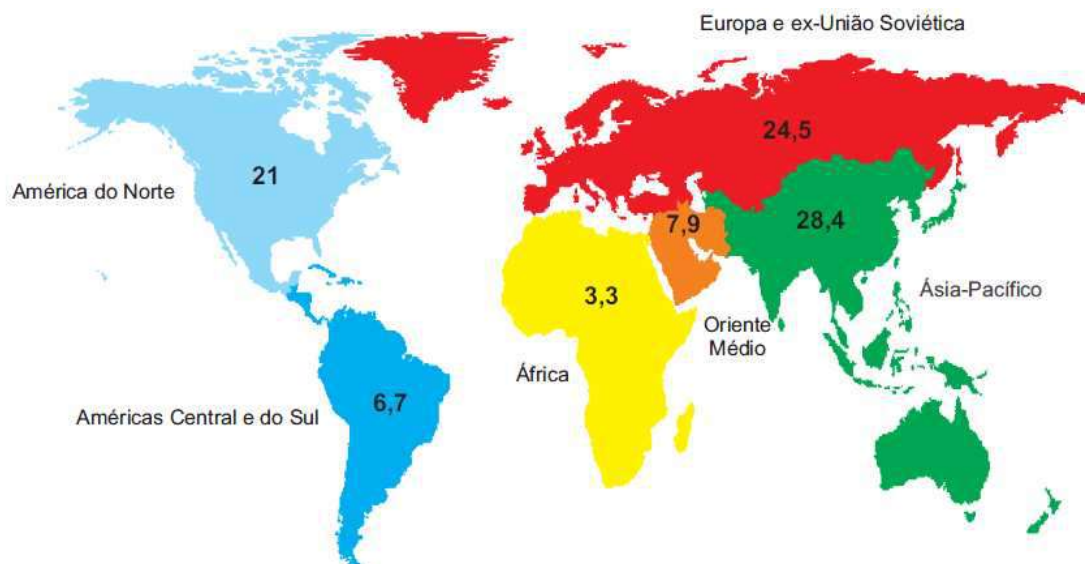 Europa e ex-União Soviética
24,5
21
América do Norte
7,9
28,4
3,3
Ásia-Pacífico
Oriente
Médio
África
6,7
Américas Central e do Sul